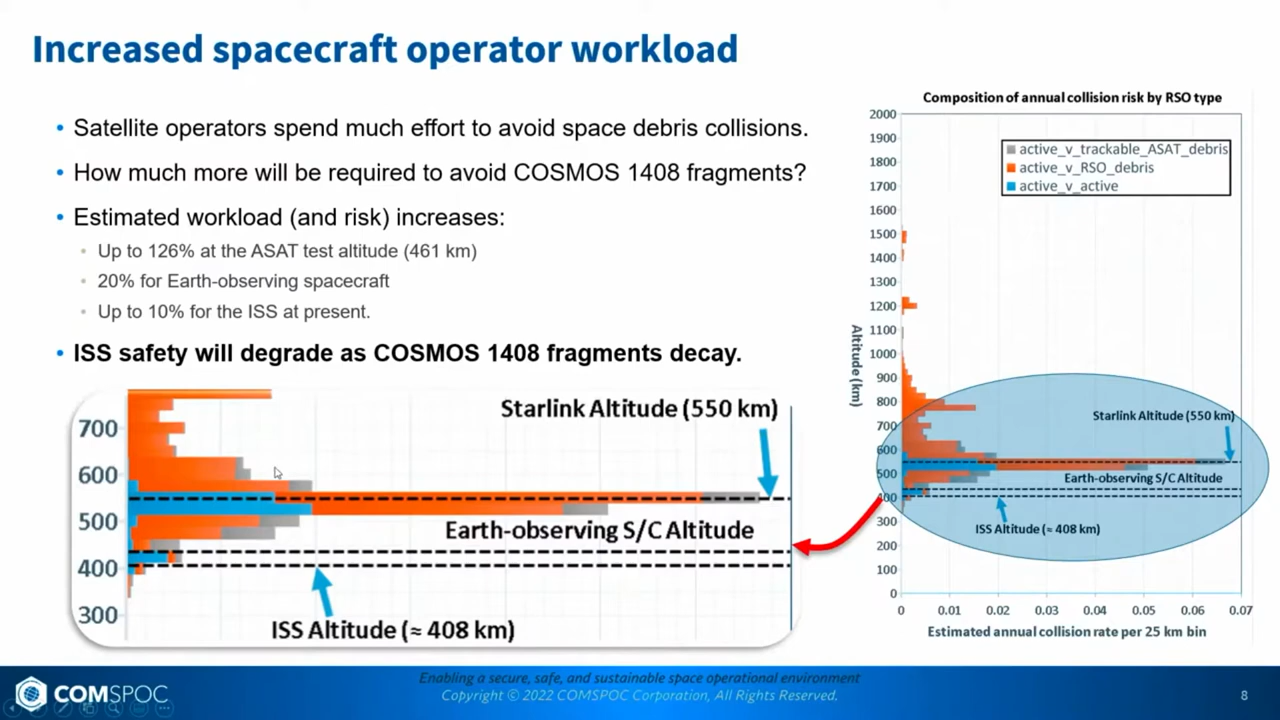 Increased spacecraft operator workload
• Satellite operators spend much effort to avoid space debris collisions.
• How much more will be required to avoid COSMOS 1408 fragments?
• Estimated workload (and risk) increases:
• Up to 126% at the ASAT test altitude (461 km)
• 20% for Earth-observing spacecraft
• Up to 10% for the ISS at present.
• ISS safety will degrade as COSMOS 1408 fragments decay.
700
600
500
400
300
Starlink Altitude (550 km)
Earth-observing S/C Altitude
ISS Altitude (≈ 408 km)
Composition of annual collision risk by RSO type
2000
1900
1800
1700
1600
1500
1400
1300
1200
1100
1000
900
800
700
600
500
400
300
200
100
0
Altitude (km)
active_v_trackable_ASAT_debris
active_v_RSO_debris
active_v_active
Starlink Altitude (550 km)
Earth-observing S/C Altitude
ISS Altitude (≈ 408 km)
0 0.01 0.02 0.03 0.04 0.05 0.06 0.07
Estimated annual collision rate per 25 km bin
COMSPOC
Enabling a secure, safe, and sustainable space operational environment
Copyright © 2022 COMSPOC Corporation, All Rights Reserved.
8